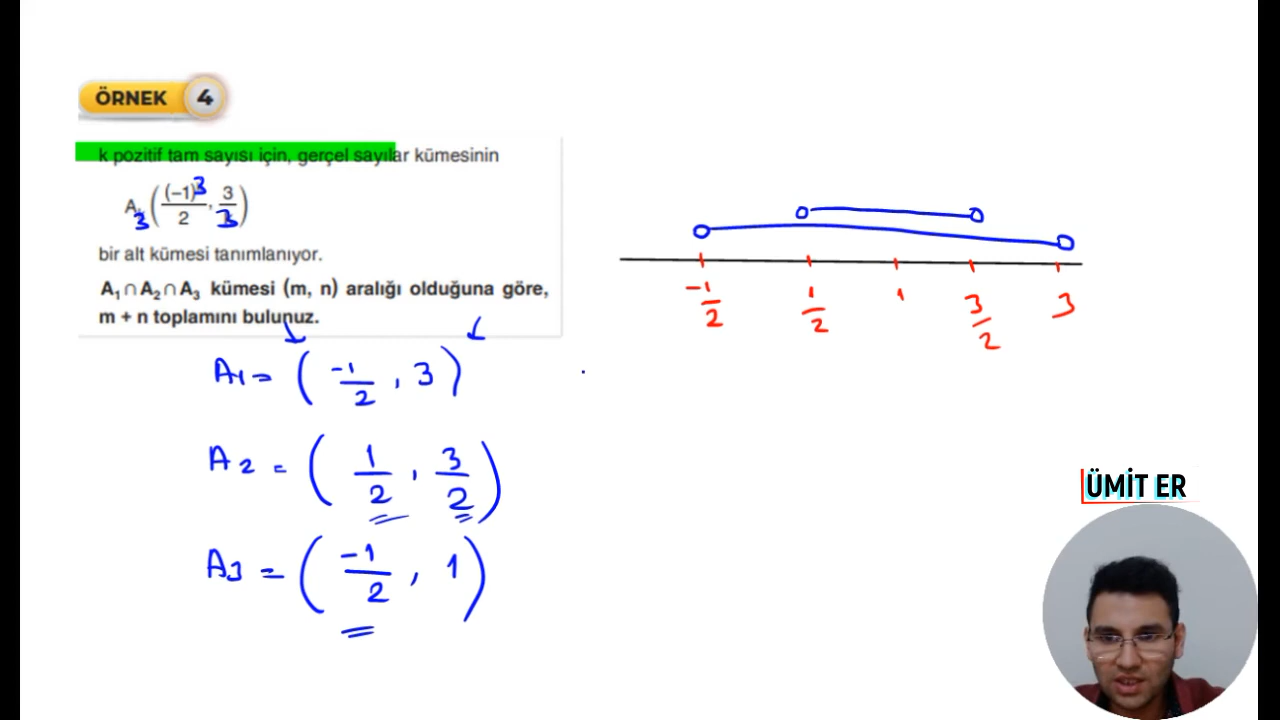 ÖRNEK 4
k pozitif tam sayısı için, gerçel sayılar kümesinin
A3 ( (-1)^3/2 , 3/3 )
bir alt kümesi tanımlanıyor.
A₁∩A₂∩A₃ kümesi (m, n) aralığı olduğuna göre,
m + n toplamını bulunuz.
A1 = ( -1/2 , 3 )
A2 = ( 1/2 , 3/2 )
A3 = ( -1/2 , 1 )
-1/2 1/2 1 3/2 3
ÜMİT ER